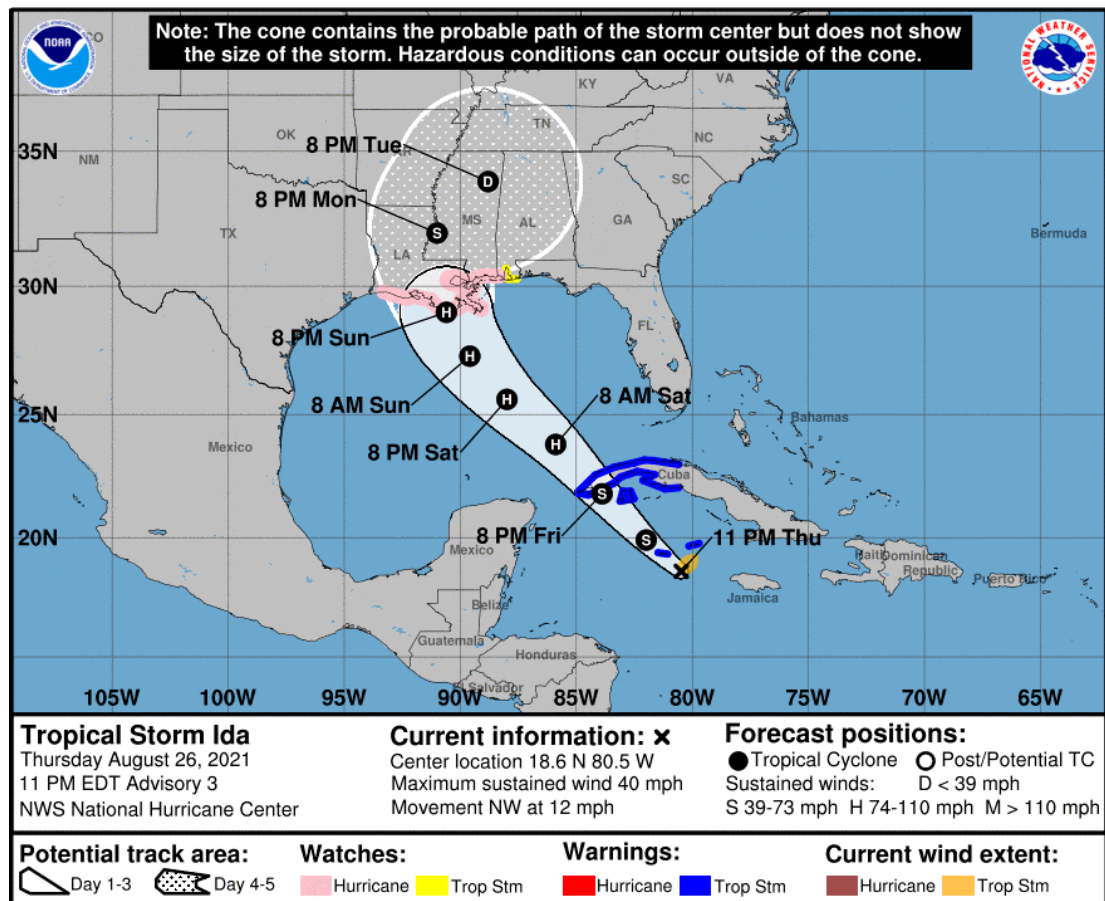 Note: The cone contains the probable path of the storm center but does not show
the size of the storm. Hazardous conditions can occur outside of the cone.
NOAA
NATIONAL WEATHER SERVICE
CO
KY
VA
OK
TN
NC
35N
NM
8 PM Tue
AR
D
SC
8 PM Mon
MS
AL
GA
S
TX
LA
Bermuda
30N
H
8 PM Sun
FL
H
8 AM Sun
8 AM Sat
H
25N
Bahamas
Mexico
8 PM Sat
H
Cuba
S
8 PM Fri
20N
S
11 PM Thu
Mexico
Haiti
Dominican
Republic
Puerto Rico
Jamaica
Belize
Guatemala
Honduras
El Salvador
105W 100W 95W 90W 85W 80W 75W 70W 65W
Tropical Storm Ida
Thursday August 26, 2021
11 PM EDT Advisory 3
NWS National Hurricane Center
Current information: x
Center location 18.6 N 80.5 W
Maximum sustained wind 40 mph
Movement NW at 12 mph
Forecast positions:
Tropical Cyclone Post/Potential TC
Sustained winds: D < 39 mph
S 39-73 mph H 74-110 mph M > 110 mph
Potential track area:
Day 1-3 Day 4-5
Watches:
Hurricane Trop Stm
Warnings:
Hurricane Trop Stm
Current wind extent:
Hurricane Trop Stm